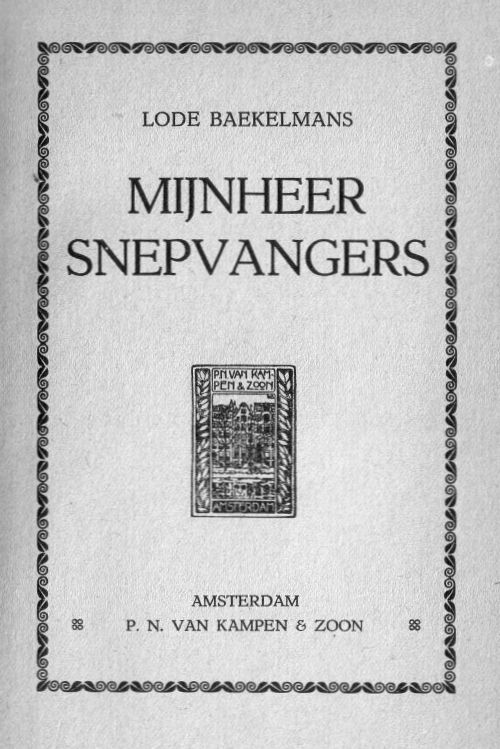 LODE BAEKELMANS
MIJNHEER
SNEPVANGERS
P.N. VAN KAM-
PEN & ZOON
AMSTERDAM
AMSTERDAM
P. N. VAN KAMPEN & ZOON